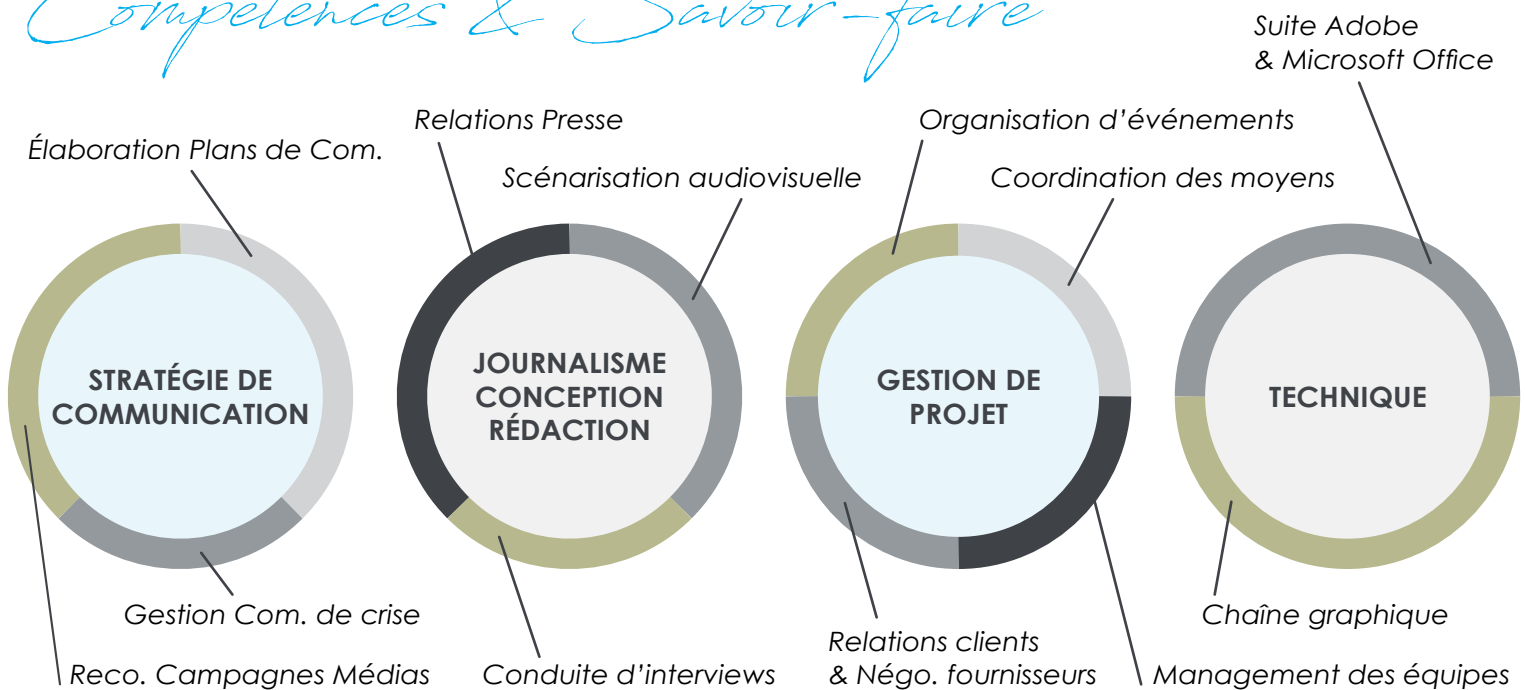 Compétences & Savoir-faire
Suite Adobe
& Microsoft Office
Relations Presse
Organisation d'événements
Élaboration Plans de Com.
Scénarisation audiovisuelle
Coordination des moyens
STRATÉGIE DE
COMMUNICATION
JOURNALISME
CONCEPTION
RÉDACTION
GESTION DE
PROJET
TECHNIQUE
Gestion Com. de crise
Reco. Campagnes Médias
Conduite d'interviews
Relations clients
& Négo. fournisseurs
Chaîne graphique
Management des équipes